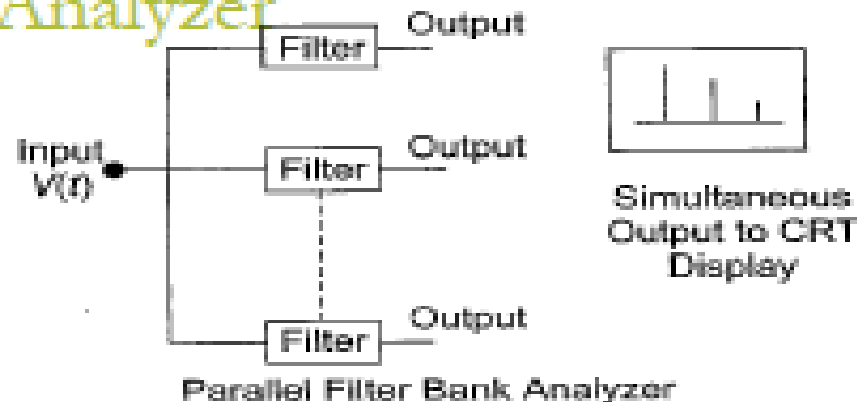 Analyzer
Filter
Output
Input
V(t)
Filter
Output
Simultaneous
Output to CRT
Display
Filter
Output
Parallel Filter Bank Analyzer